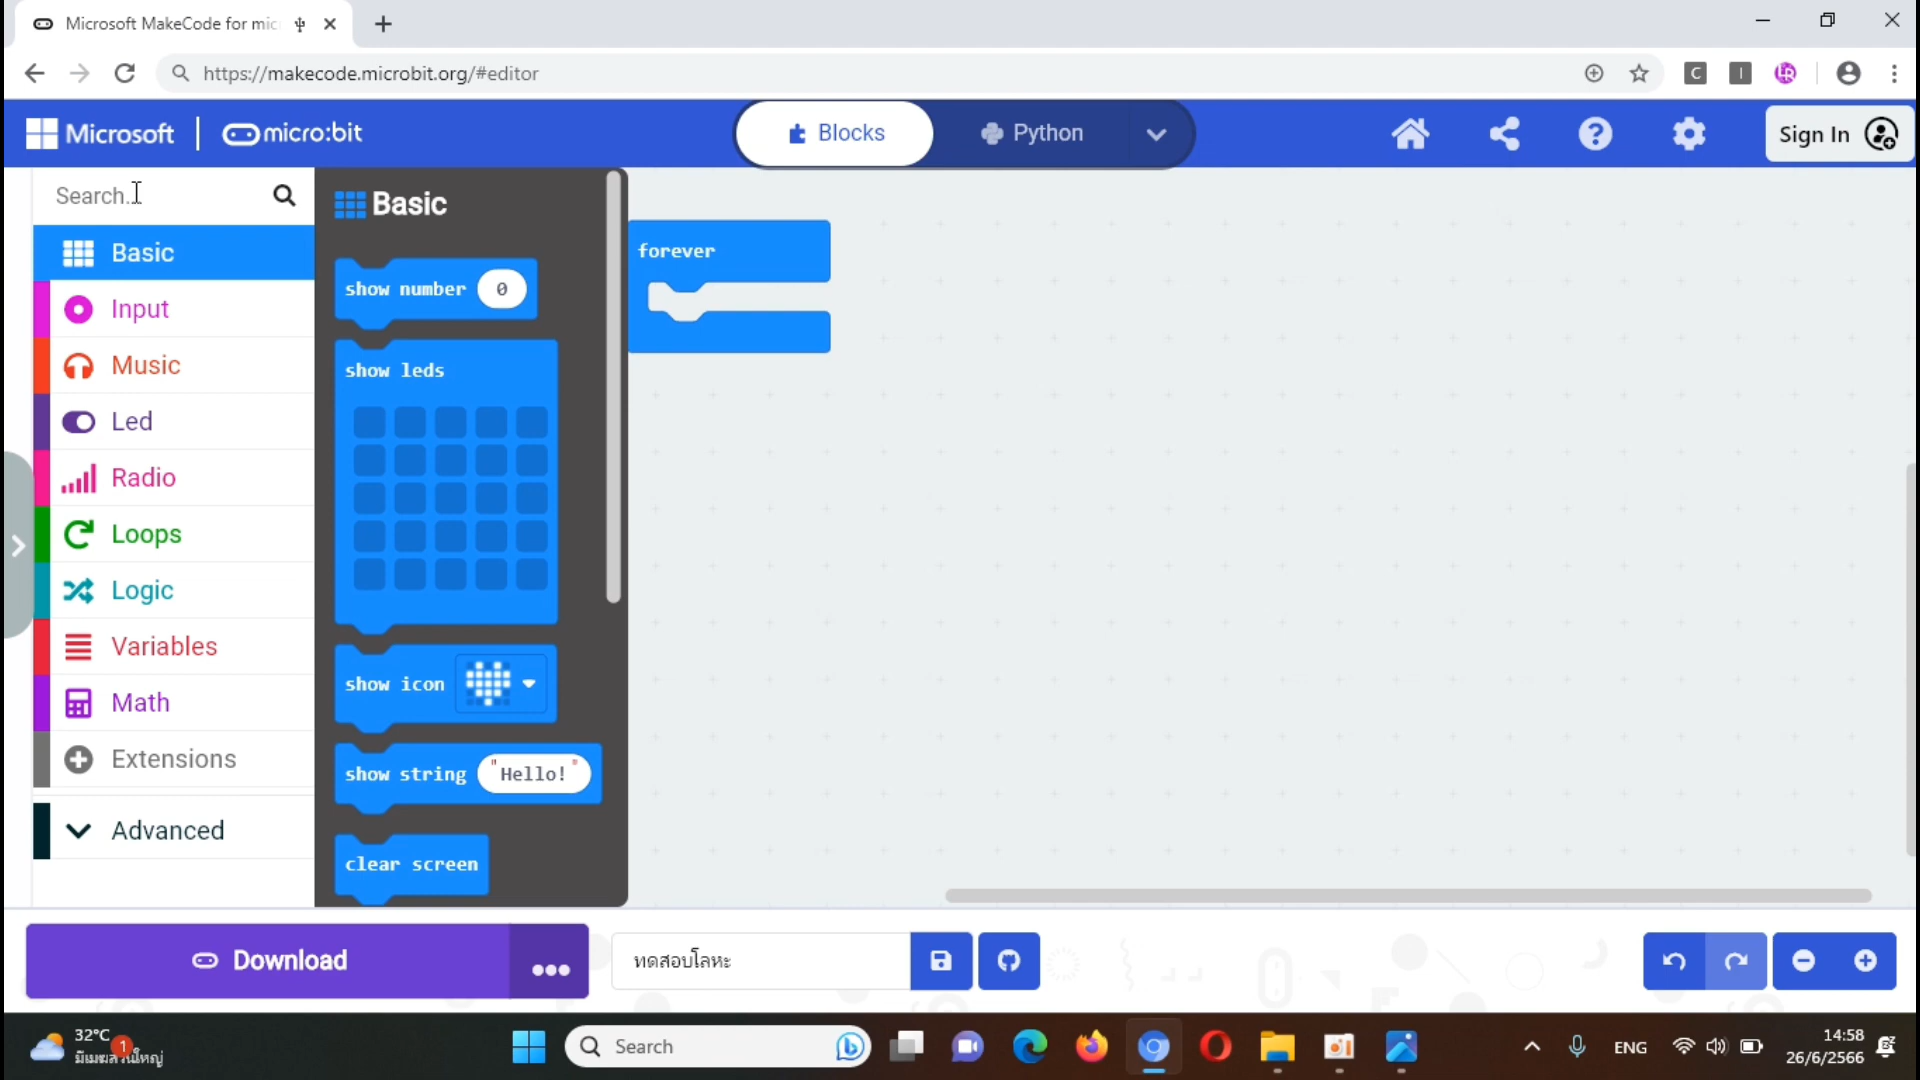 Microsoft MakeCode for mic
https://makecode.microbit.org/#editor
Microsoft
micro:bit
Blocks
Python
Sign In
Search...
Basic
Input
Music
Led
Radio
Loops
Logic
Variables
Math
Extensions
Advanced
Basic
show number 0
show leds
show icon
show string "Hello!"
clear screen
forever
Download
ทดสอบโลหะ
32°C
1
Search
ENG
14:58
26/6/2566